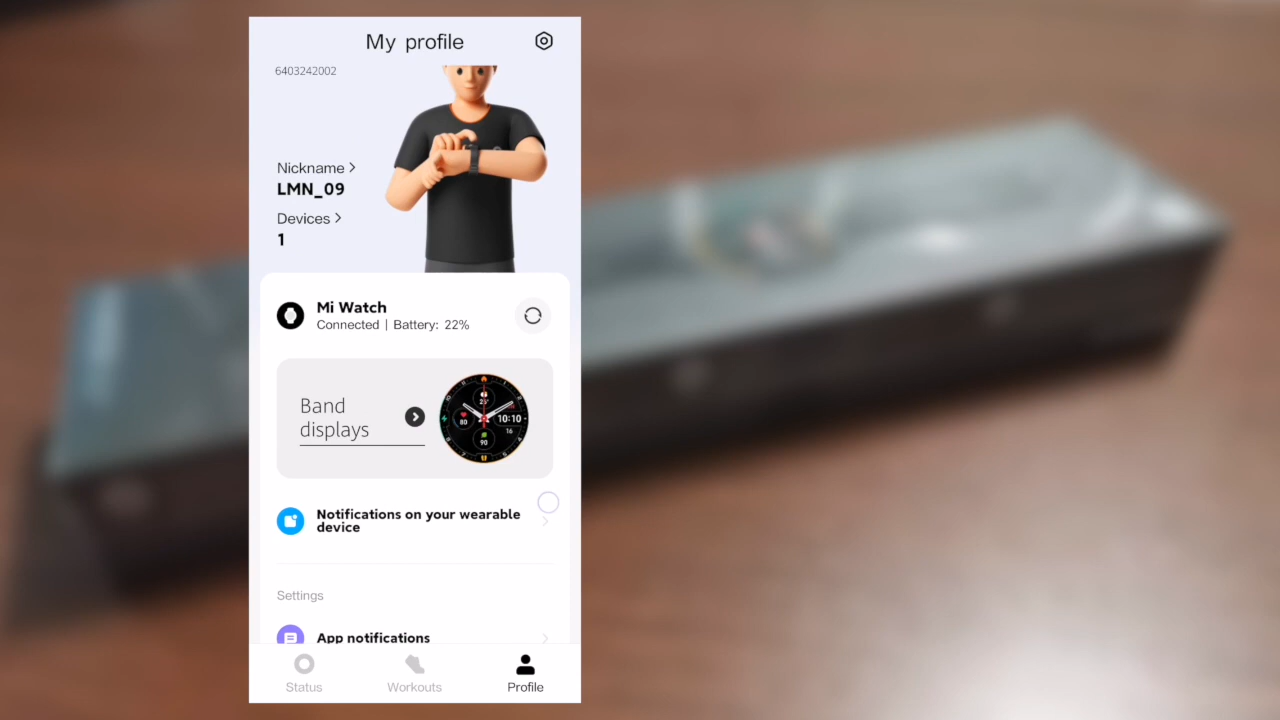 My profile
6403242002
Nickname >
LMN_09
Devices >
1
Mi Watch
Connected | Battery: 22%
Band
displays
25°
80
10:10
16
90
Notifications on your wearable
device
Settings
App notifications
Status
Workouts
Profile